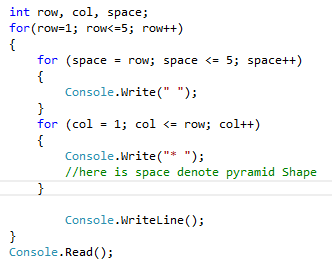 int row, col, space;
for(row=1; row<=5; row++)
{
    for (space = row; space <= 5; space++)
    {
        Console.Write(" ");
    }
    for (col = 1; col <= row; col++)
    {
        Console.Write("* ");
        //here is space denote pyramid Shape
    }
        Console.WriteLine();
}
Console.Read();